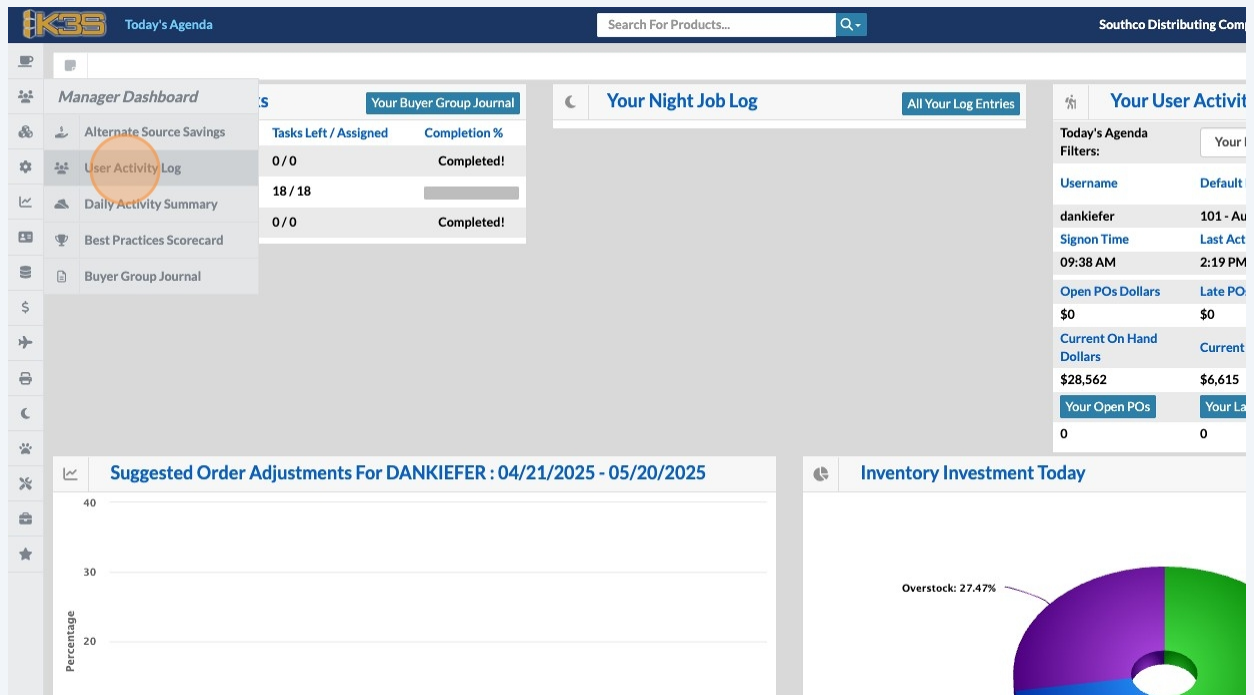 K3S
Today's Agenda
Search For Products...
Southco Distributing Com
Manager Dashboard
Alternate Source Savings
User Activity Log
Daily Activity Summary
Best Practices Scorecard
Buyer Group Journal
Your Buyer Group Journal
Tasks Left / Assigned Completion %
0 / 0 Completed!
18 / 18
0 / 0 Completed!
Your Night Job Log
All Your Log Entries
Your User Activit
Today's Agenda
Filters:
Your
Username Default
dankiefer 101 - Au
Signon Time Last Act
09:38 AM 2:19 PM
Open POs Dollars Late PO
$0 $0
Current On Hand
Dollars
Current
$28,562 $6,615
Your Open POs Your La
0 0
Suggested Order Adjustments For DANKIEFER : 04/21/2025 - 05/20/2025
40
30
20
Percentage
Inventory Investment Today
Overstock: 27.47%